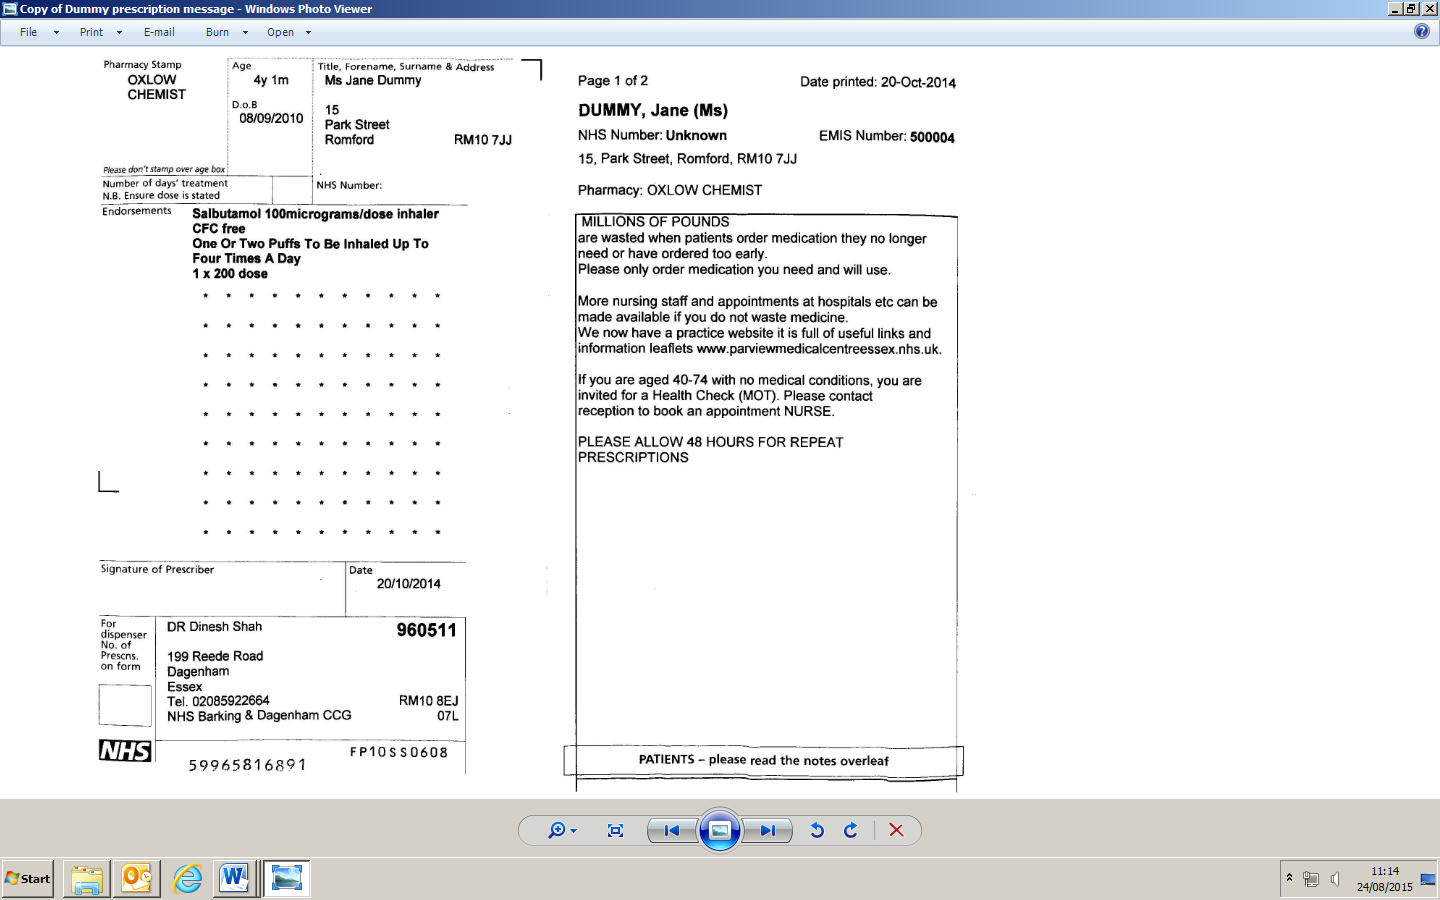 Copy of Dummy prescription message - Windows Photo Viewer
File Print E-mail Burn Open
Pharmacy Stamp
OXLOW
CHEMIST
Please don't stamp over age box
Age
4y 1m
D.o.B
08/09/2010
Title, Forename, Surname & Address
Ms Jane Dummy
15
Park Street
Romford RM10 7JJ
Number of days' treatment
N.B. Ensure dose is stated
NHS Number:
Endorsements
Salbutamol 100micrograms/dose inhaler
CFC free
One Or Two Puffs To Be Inhaled Up To
Four Times A Day
1 x 200 dose
* * * * * * * * * * *
* * * * * * * * * * *
* * * * * * * * * * *
* * * * * * * * * * *
* * * * * * * * * * *
* * * * * * * * * * *
* * * * * * * * * * *
* * * * * * * * * * *
* * * * * * * * * * *
Signature of Prescriber
Date
20/10/2014
For
dispenser
No. of
Prescns.
on form
DR Dinesh Shah 960511
199 Reede Road
Dagenham
Essex
Tel. 02085922664 RM10 8EJ
NHS Barking & Dagenham CCG 07L
NHS
59965816891
FP10SS0608
Page 1 of 2 Date printed: 20-Oct-2014
DUMMY, Jane (Ms)
NHS Number: Unknown EMIS Number: 500004
15, Park Street, Romford, RM10 7JJ
Pharmacy: OXLOW CHEMIST
MILLIONS OF POUNDS
are wasted when patients order medication they no longer
need or have ordered too early.
Please only order medication you need and will use.
More nursing staff and appointments at hospitals etc can be
made available if you do not waste medicine.
We now have a practice website it is full of useful links and
information leaflets www.parviewmedicalcentreessex.nhs.uk.
If you are aged 40-74 with no medical conditions, you are
invited for a Health Check (MOT). Please contact
reception to book an appointment NURSE.
PLEASE ALLOW 48 HOURS FOR REPEAT
PRESCRIPTIONS
PATIENTS – please read the notes overleaf
Start
11:14
24/08/2015